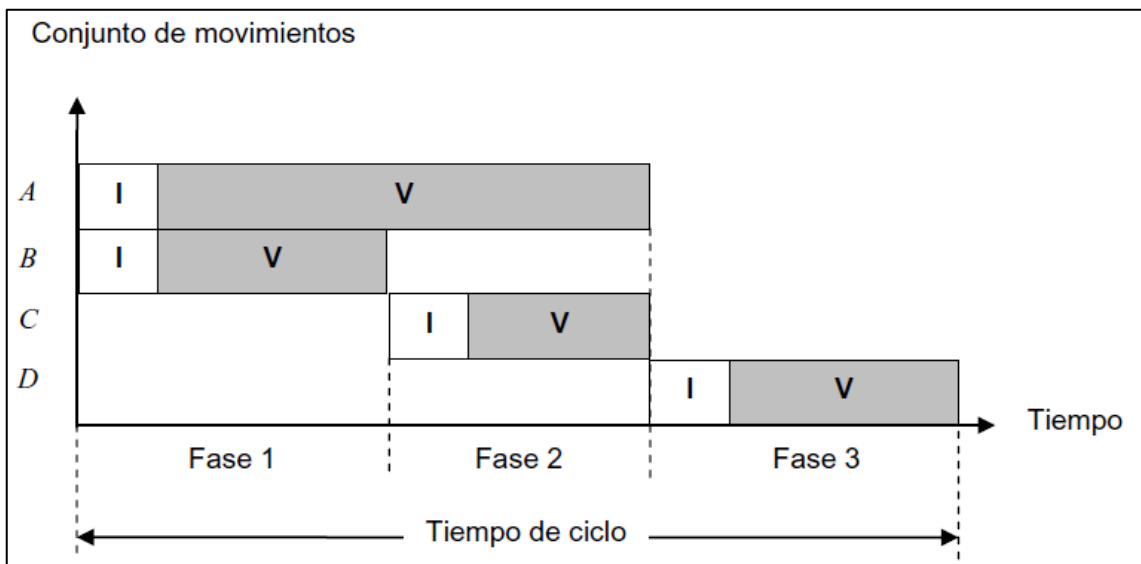 Conjunto de movimientos
A I V
B I V
C I V
D I V
Tiempo
Fase 1 Fase 2 Fase 3
Tiempo de ciclo